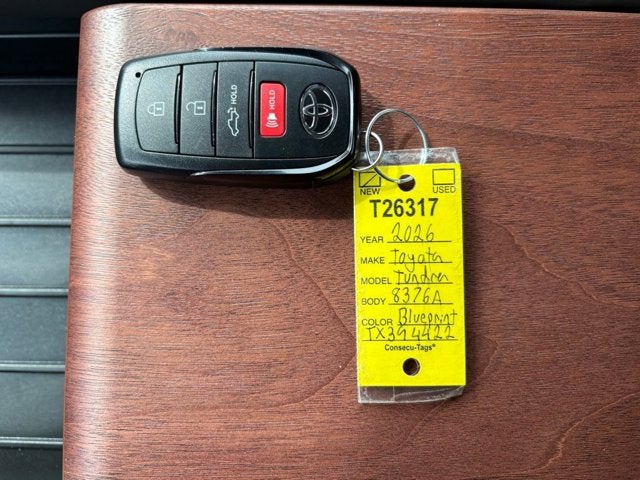 HOLD
HOLD
NEW USED
T26317
YEAR 2026
MAKE Toyota
MODEL Tundra
BODY 8376A
COLOR Blueprint
TX394422
Consecu-Tags®